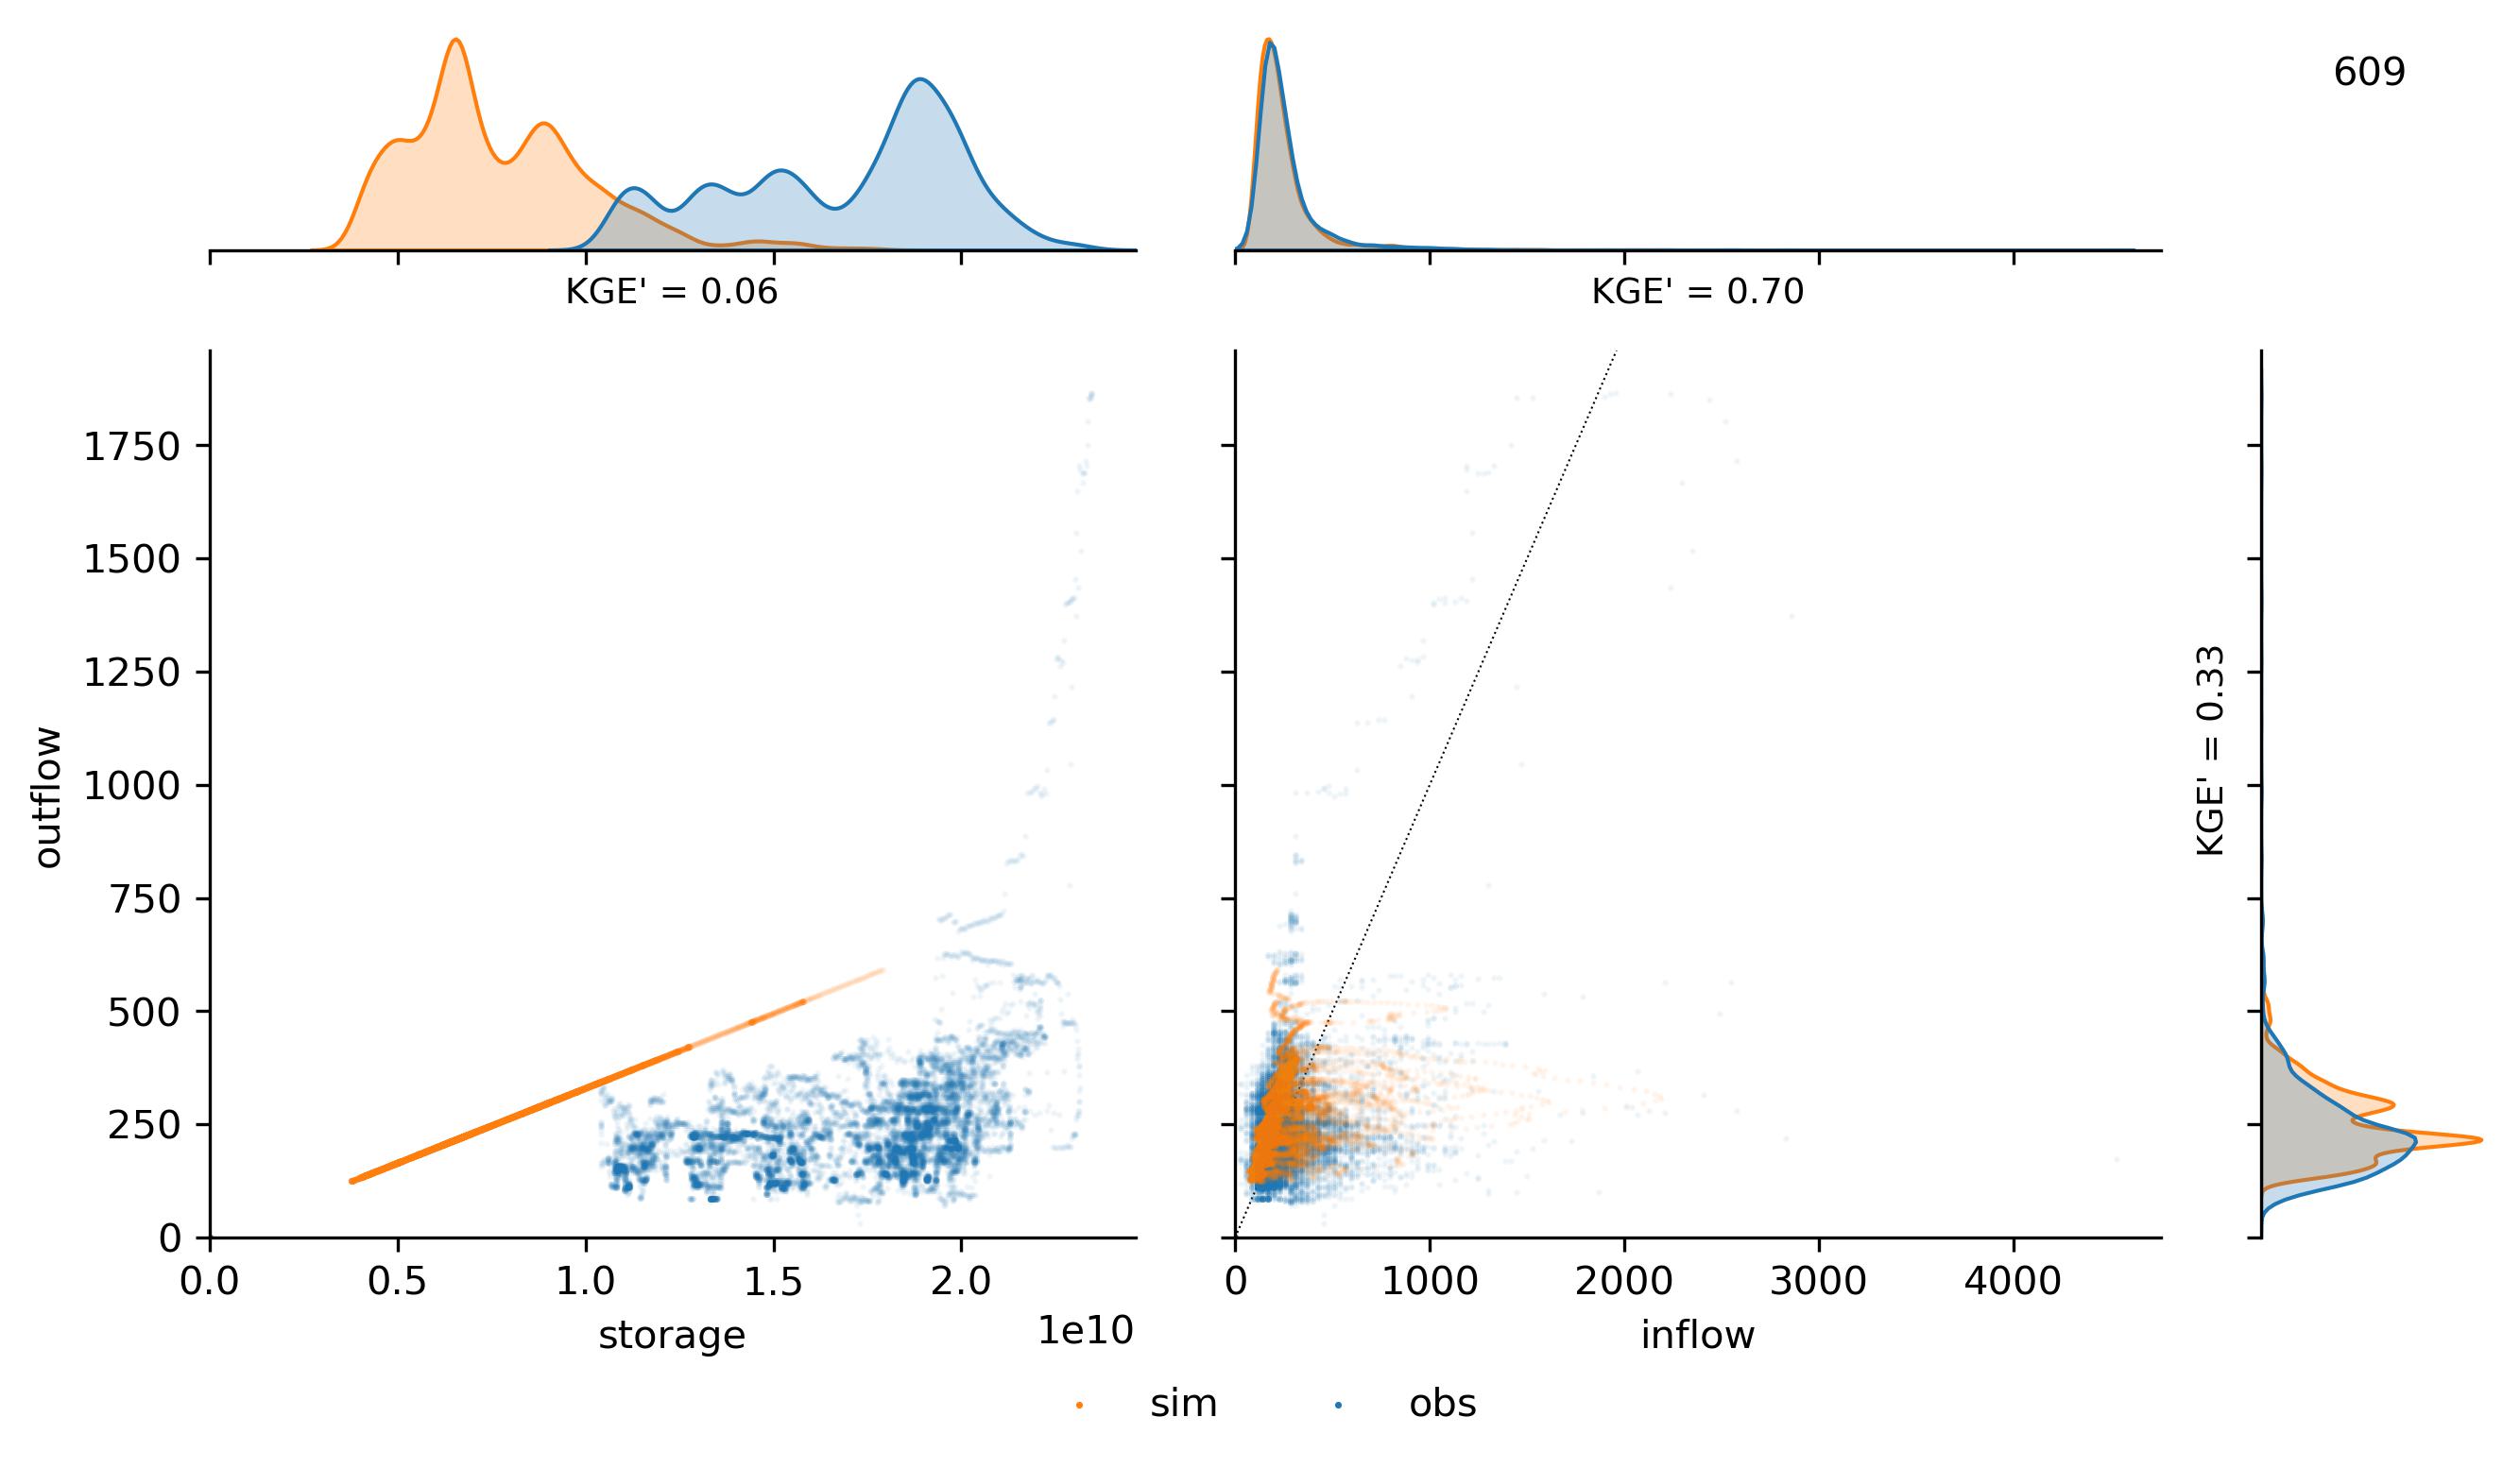 609
KGE' = 0.06
KGE' = 0.70
outflow
1750
1500
1250
1000
750
500
250
0
KGE' = 0.33
0.0 0.5 1.0 1.5 2.0
0 1000 2000 3000 4000
storage
1e10
inflow
sim obs